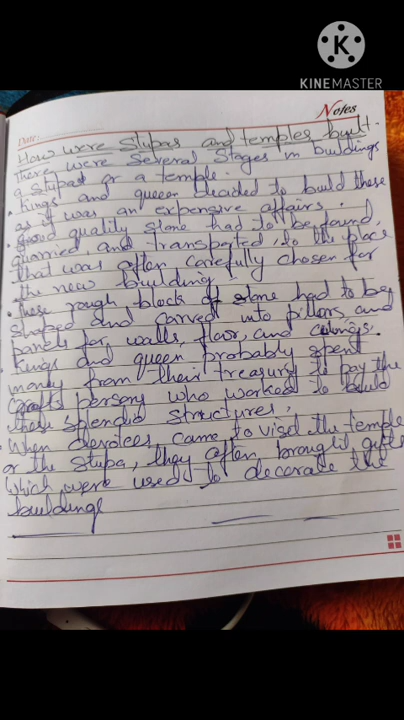 K
KINEMASTER
Notes
Date:
How were Stupas and temples built.
There were Several Stages in buildings
a stupas or a temple.
• Kings and queen decided to build these
as it was an expensive affairs.
• Good quality stone had to be found,
quarried, and transported, to the place
that was often carefully chosen for
the new building.
• these rough block of stone had to be
shaped and carved into pillors, and
panels for, walls, floor, and
• Kings and queen probably spent
money from their treasury to pay the
crafts persons who worked to build
these splendid structures.
• When devotees came to visit the temple
or the Stupa, they often brought gifts
which were used to decorate the
buildings